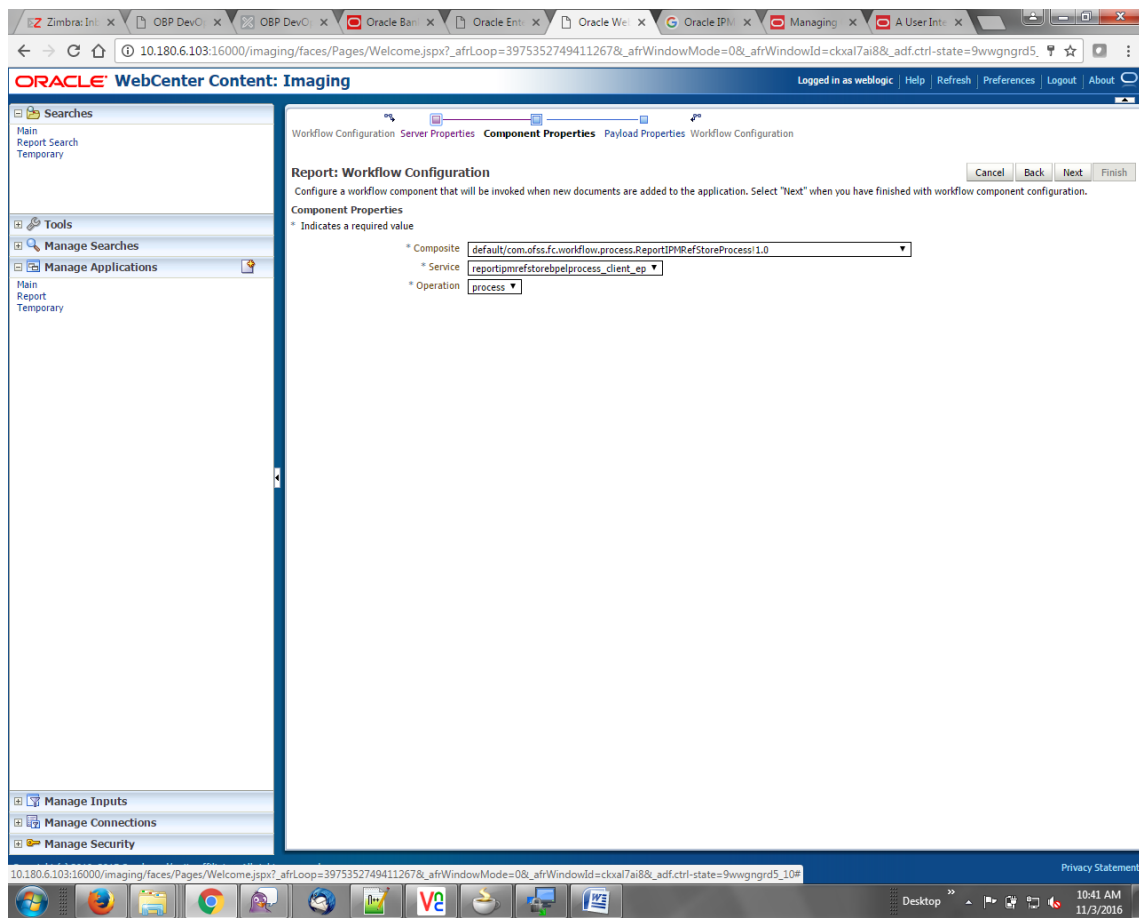 Zimbra: Inb
OBP DevO
OBP DevO
Oracle Ban
Oracle Ente
Oracle We
Oracle IPM
Managing
A User Inte
10.180.6.103:16000/imaging/faces/Pages/Welcome.jspx?_afrLoop=3975352749411267&_afrWindowMode=0&_afrWindowId=ckxal7ai8&_adf.ctrl-state=9wwgngrd5_
ORACLE WebCenter Content: Imaging
Logged in as weblogic | Help | Refresh | Preferences | Logout | About
Searches
Main
Report Search
Temporary
Tools
Manage Searches
Manage Applications
Main
Report
Temporary
Manage Inputs
Manage Connections
Manage Security
Workflow Configuration Server Properties Component Properties Payload Properties Workflow Configuration
Report: Workflow Configuration
Cancel Back Next Finish
Configure a workflow component that will be invoked when new documents are added to the application. Select "Next" when you have finished with workflow component configuration.
Component Properties
* Indicates a required value
* Composite default/com.ofss.fc.workflow.process.ReportIPMRefStoreProcess!1.0
* Service reportipmrefstorebpelprocess_client_ep
* Operation process
Privacy Statement
10.180.6.103:16000/imaging/faces/Pages/Welcome.jspx?_afrLoop=3975352749411267&_afrWindowMode=0&_afrWindowId=ckxal7ai8&_adf.ctrl-state=9wwgngrd5_10#
Desktop
10:41 AM
11/3/2016